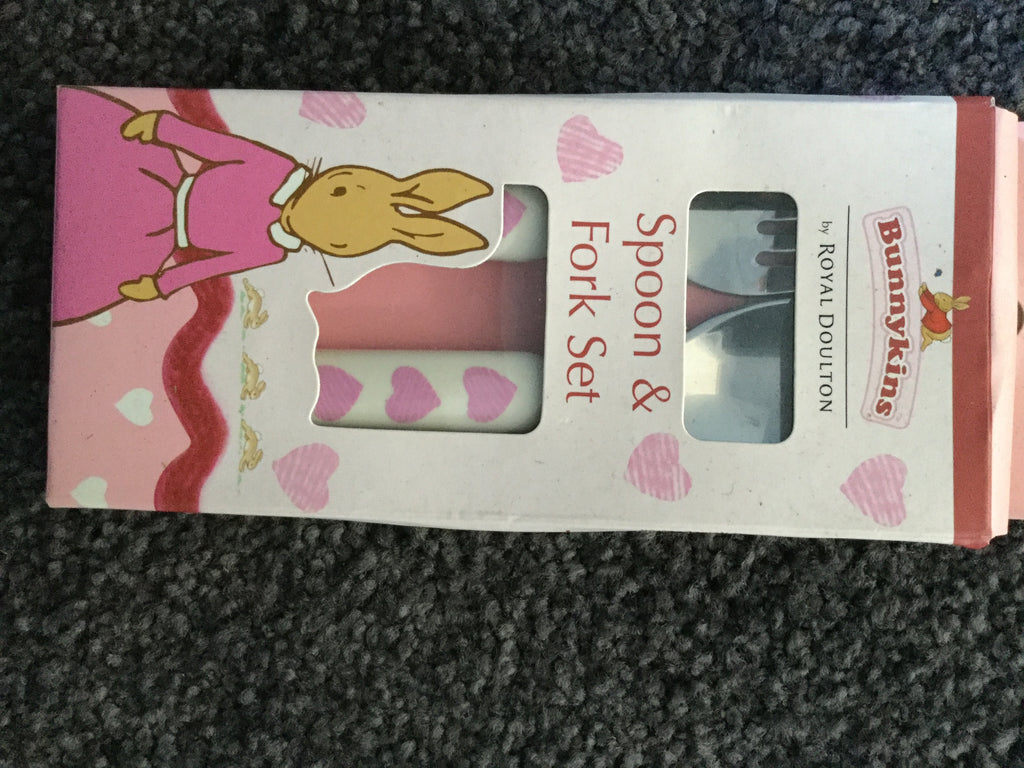 Bunnykins
by ROYAL DOULTON
Spoon &
Fork Set